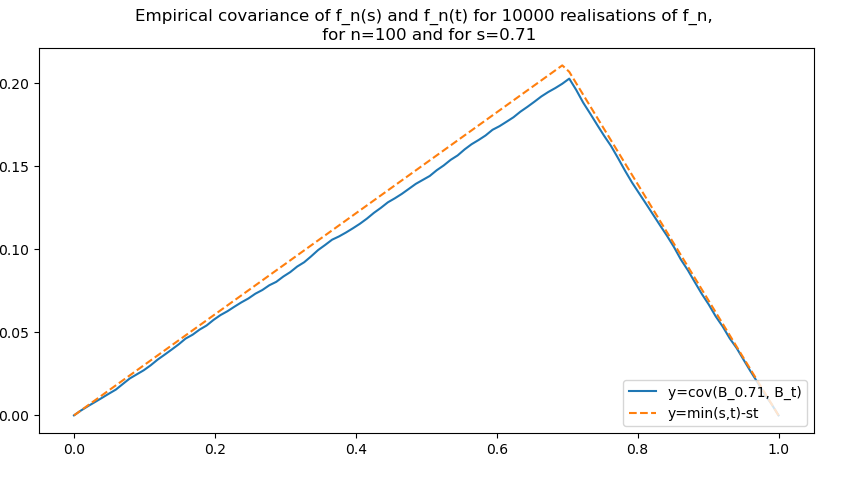 Empirical covariance of f_n(s) and f_n(t) for 10000 realisations of f_n,
for n=100 and for s=0.71
0.20
0.15
0.10
0.05
0.00
0.0 0.2 0.4 0.6 0.8 1.0
y=cov(B_0.71, B_t)
y=min(s,t)-st